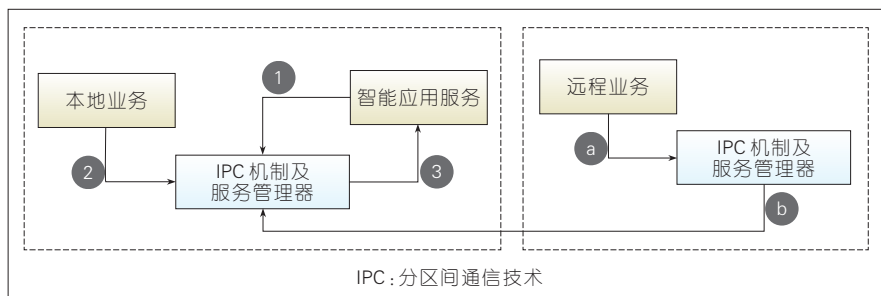 1
本地业务
智能应用服务
2
IPC 机制及
服务管理器
3
远程业务
a
IPC 机制及
服务管理器
b
IPC：分区间通信技术